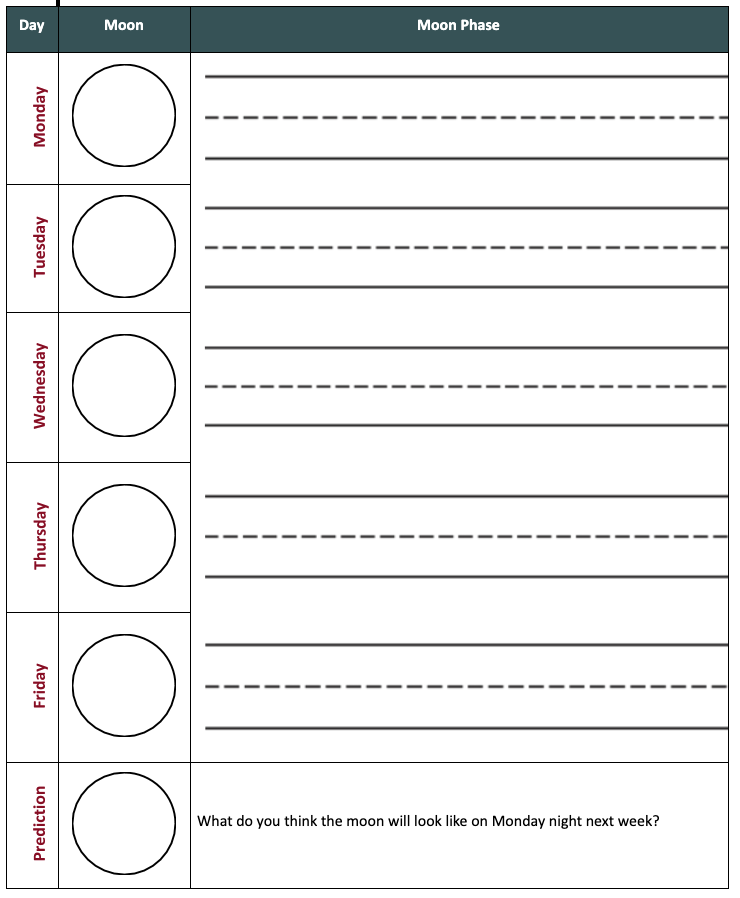 Day Moon Moon Phase
Monday
Tuesday
Wednesday
Thursday
Friday
Prediction
What do you think the moon will look like on Monday night next week?